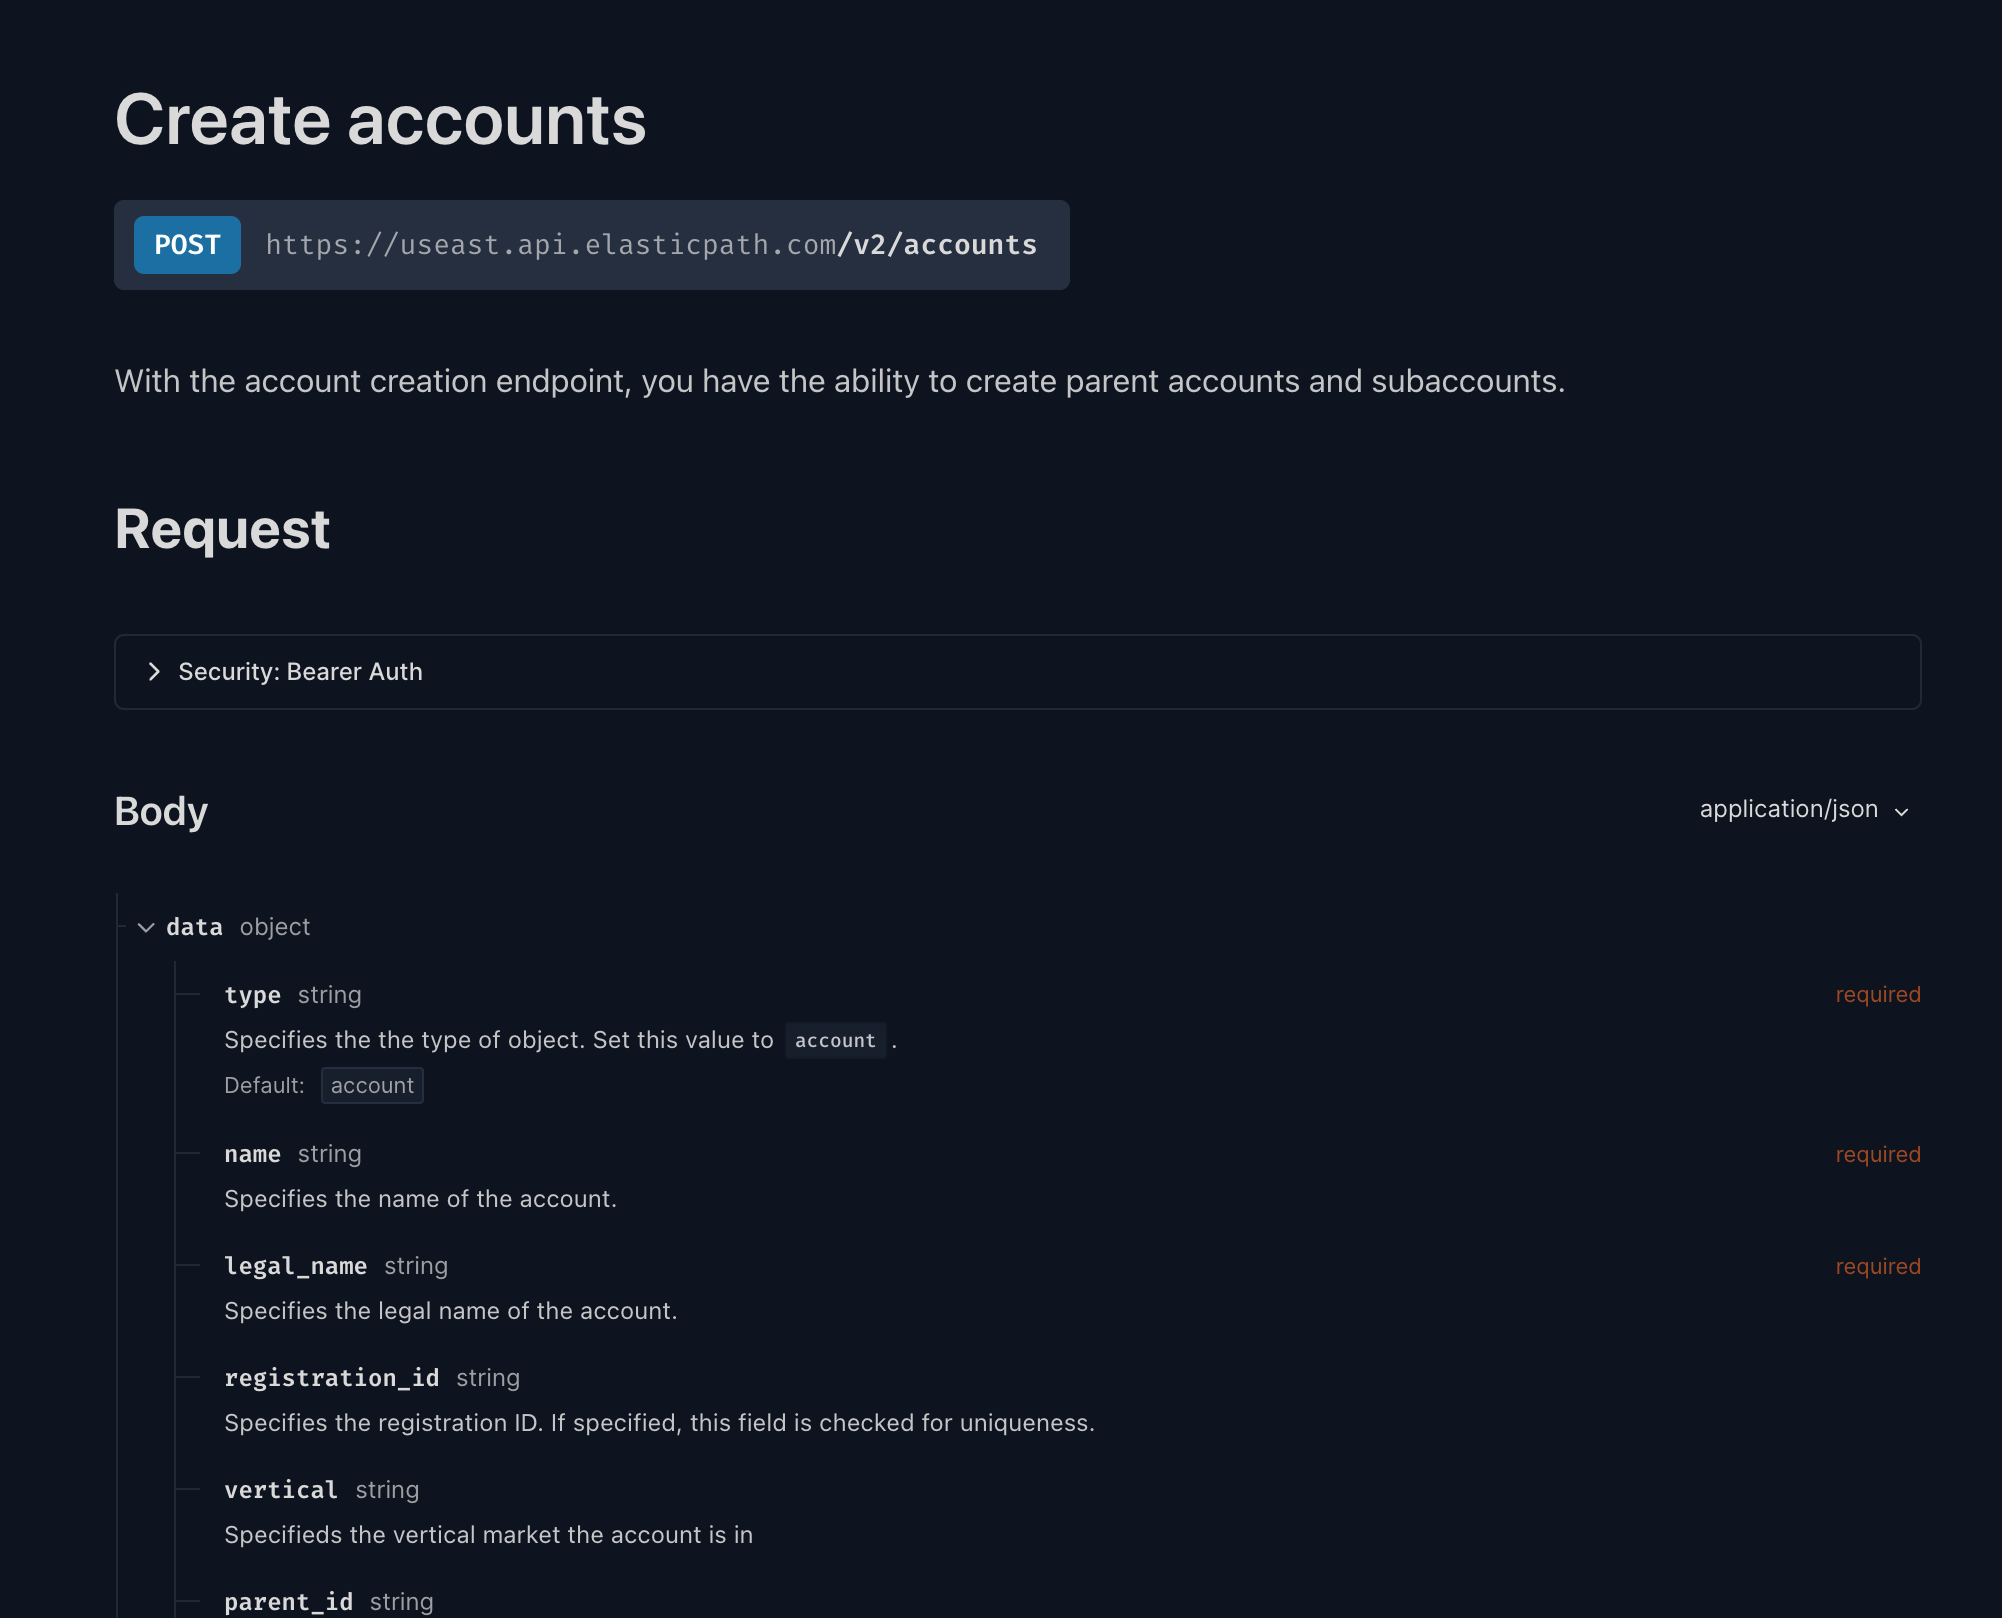 Create accounts
POST https://useast.api.elasticpath.com/v2/accounts
With the account creation endpoint, you have the ability to create parent accounts and subaccounts.
Request
Security: Bearer Auth
Body
application/json
data object
type string required
Specifies the the type of object. Set this value to account .
Default: account
name string required
Specifies the name of the account.
legal_name string required
Specifies the legal name of the account.
registration_id string
Specifies the registration ID. If specified, this field is checked for uniqueness.
vertical string
Specifieds the vertical market the account is in
parent_id string